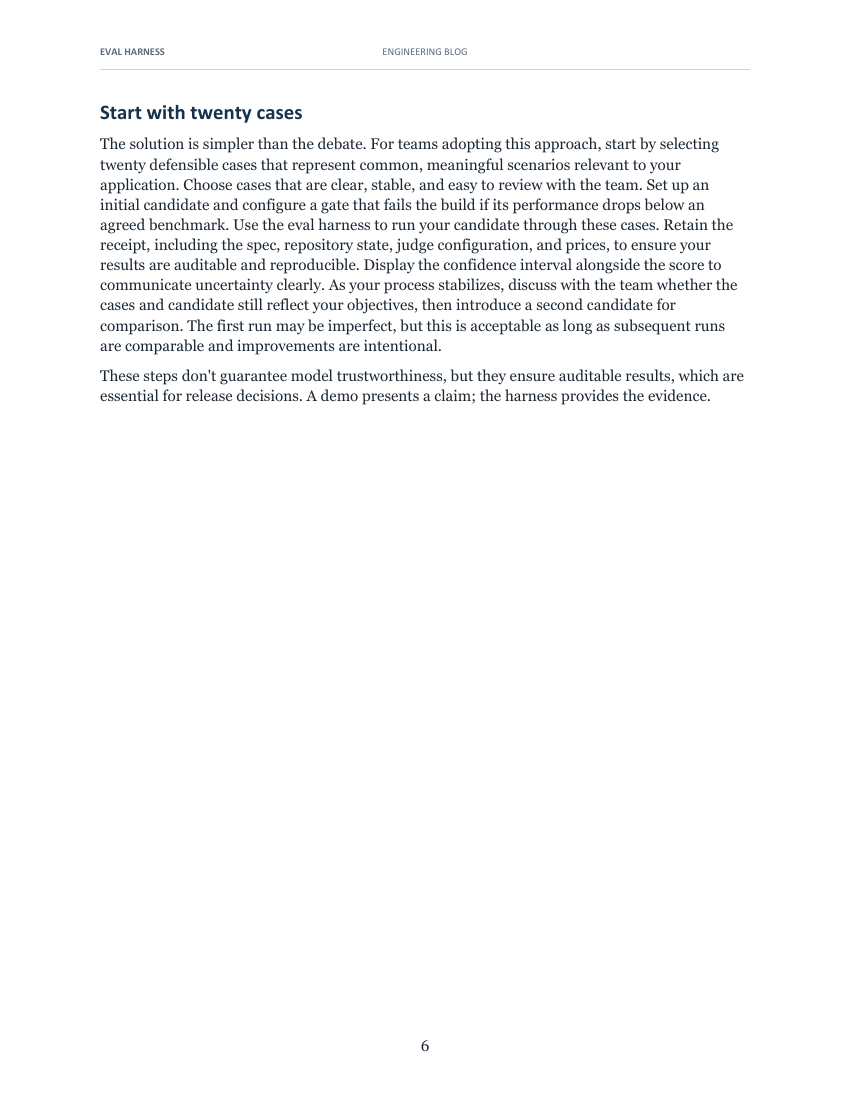 EVAL HARNESS
ENGINEERING BLOG
Start with twenty cases
The solution is simpler than the debate. For teams adopting this approach, start by selecting
twenty defensible cases that represent common, meaningful scenarios relevant to your
application. Choose cases that are clear, stable, and easy to review with the team. Set up an
initial candidate and configure a gate that fails the build if its performance drops below an
agreed benchmark. Use the eval harness to run your candidate through these cases. Retain the
receipt, including the spec, repository state, judge configuration, and prices, to ensure your
results are auditable and reproducible. Display the confidence interval alongside the score to
communicate uncertainty clearly. As your process stabilizes, discuss with the team whether the
cases and candidate still reflect your objectives, then introduce a second candidate for
comparison. The first run may be imperfect, but this is acceptable as long as subsequent runs
are comparable and improvements are intentional.
These steps don't guarantee model trustworthiness, but they ensure auditable results, which are
essential for release decisions. A demo presents a claim; the harness provides the evidence.
6